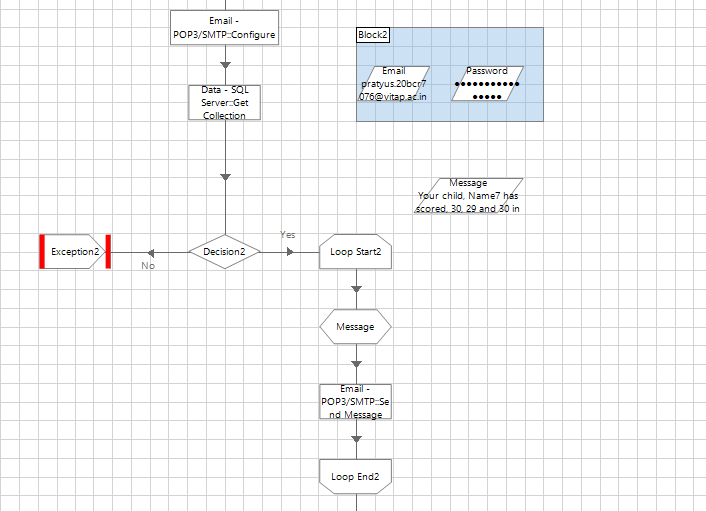 Email -
POP3/SMTP::Configure
Block2
Email
pratyus.20bcr7
076@vitap.ac.in
Password
●●●●●●●●●●●
●●●●●
Data - SQL
Server::Get
Collection
Message
Your child, Name7 has
scored, 30, 29 and 30 in
Exception2
No
Decision2
Yes
Loop Start2
Message
Email -
POP3/SMTP::Se
nd Message
Loop End2